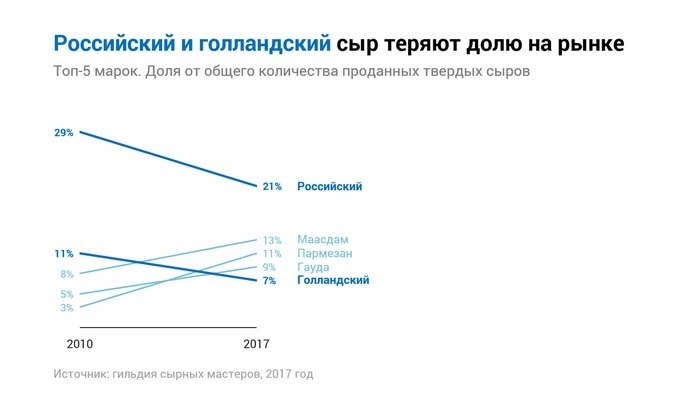 Российский и голландский сыр теряют долю на рынке
Топ-5 марок. Доля от общего количества проданных твердых сыров
29%
21% Российский
13% Маасдам
11%
11% Пармезан
8%
9% Гауда
7% Голландский
5%
3%
2010 2017
Источник: гильдия сырных мастеров, 2017 год